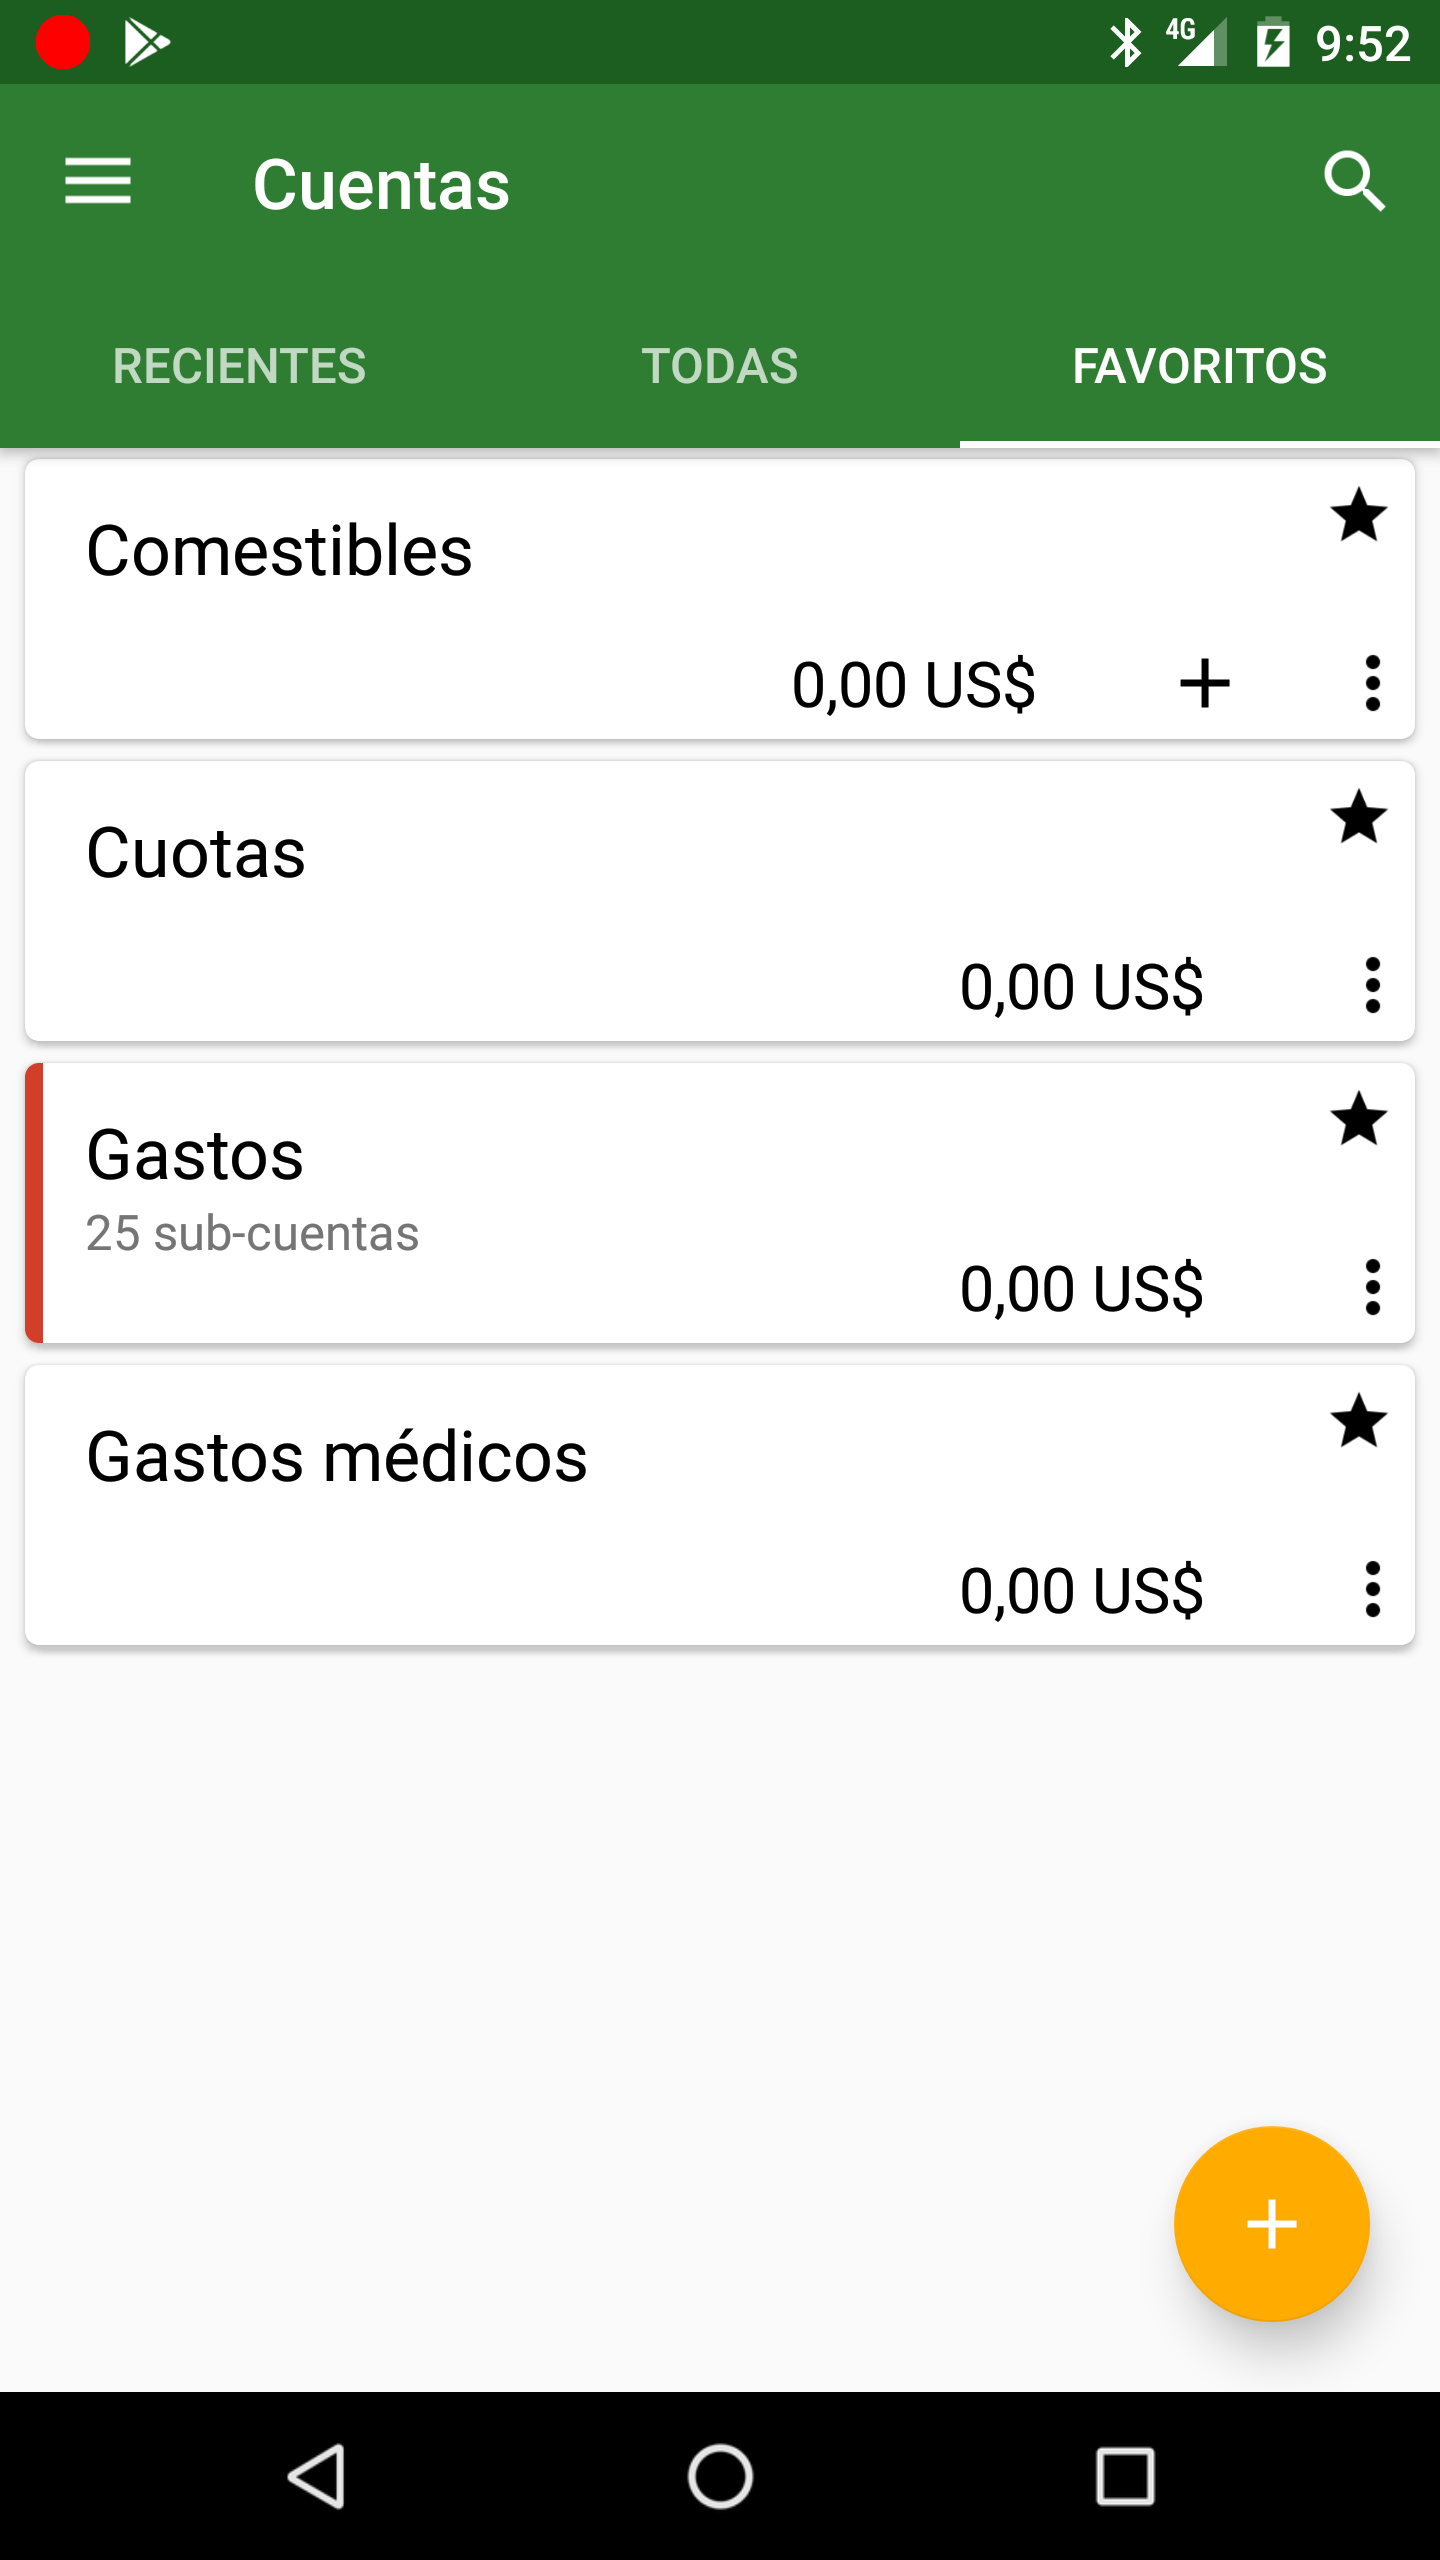 4G 9:52
Cuentas
RECIENTES TODAS FAVORITOS
Comestibles
0,00 US$
Cuotas
0,00 US$
Gastos
25 sub-cuentas
0,00 US$
Gastos médicos
0,00 US$